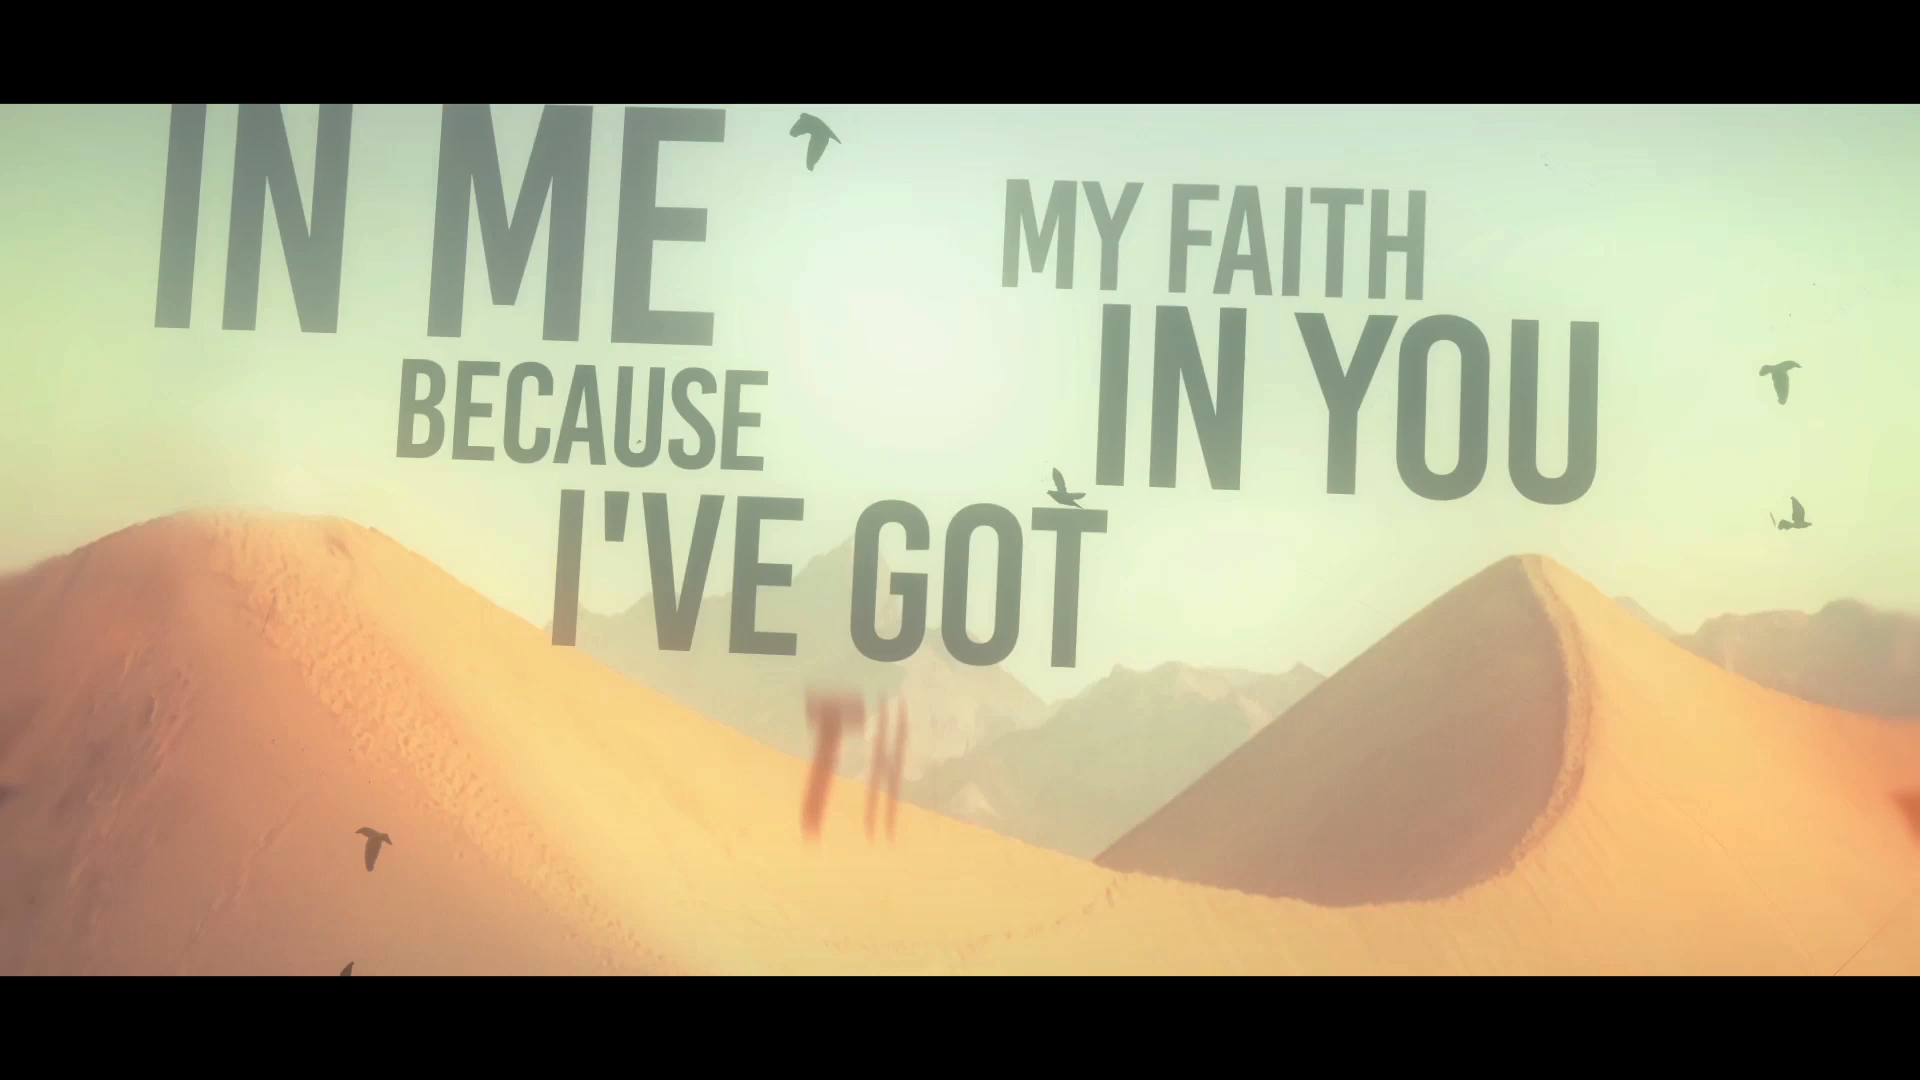 IN ME
BECAUSE
I'VE GOT
MY FAITH
IN YOU